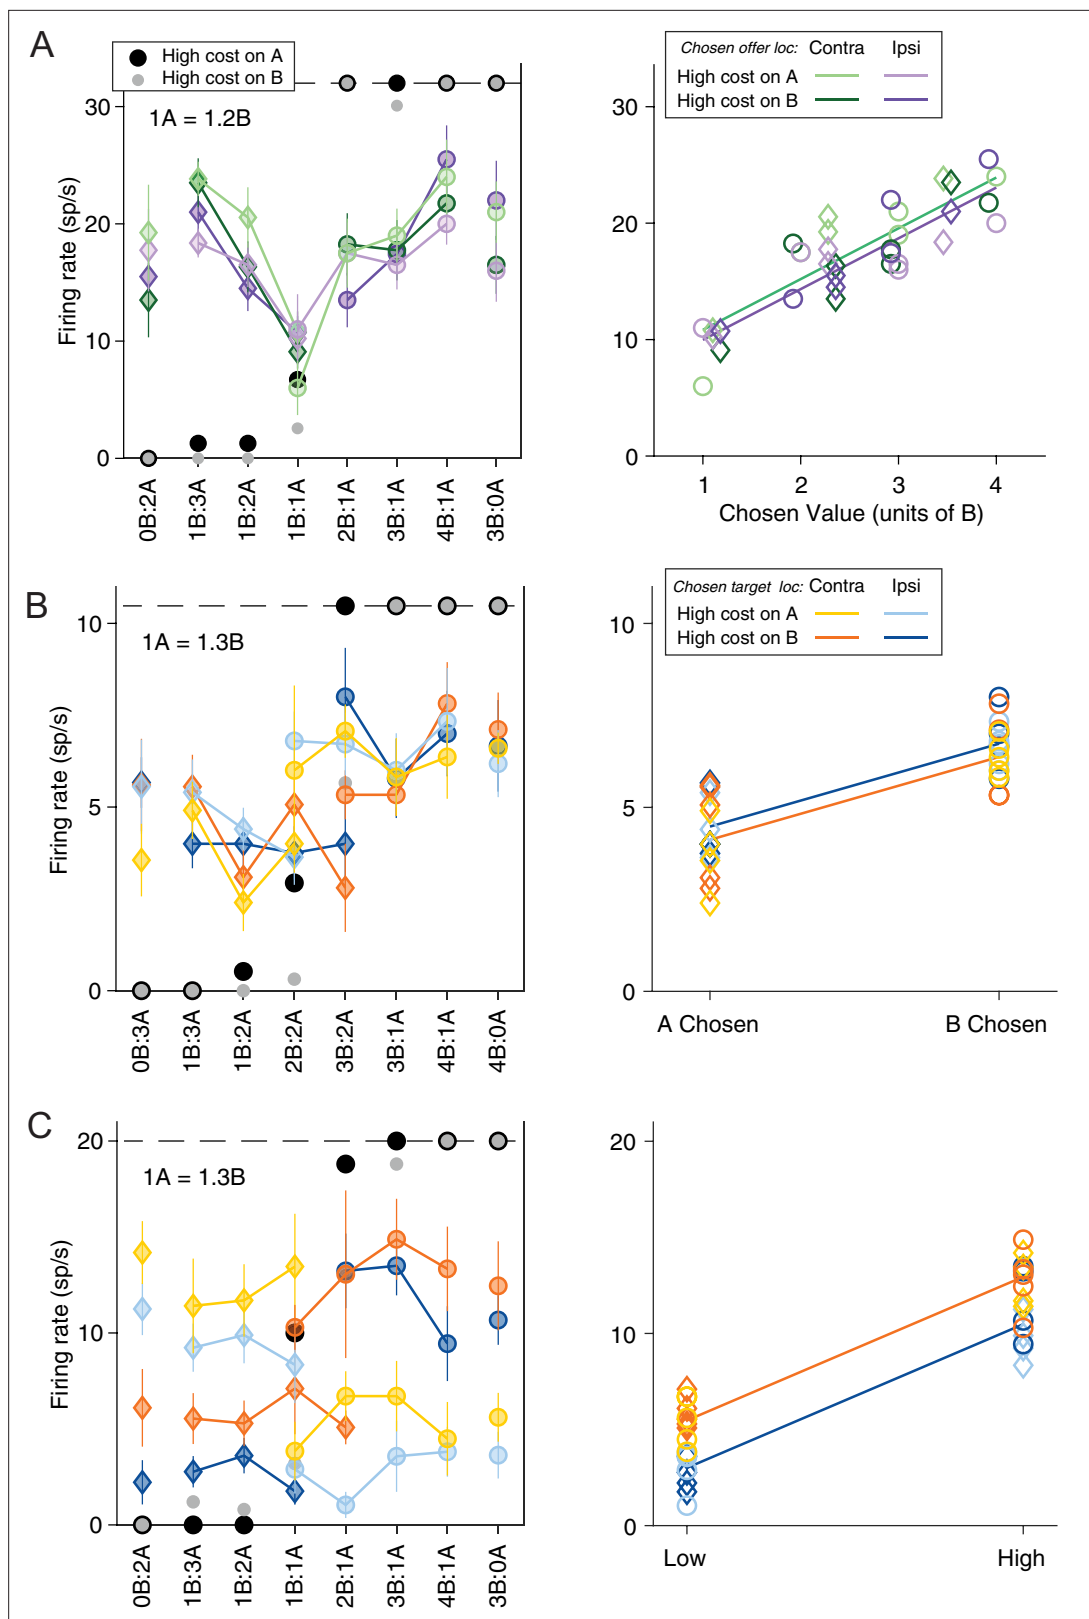 A
High cost on A
High cost on B
1A = 1.2B
Firing rate (sp/s)
30
20
10
0
0B:2A
1B:3A
1B:2A
1B:1A
2B:1A
3B:1A
4B:1A
3B:0A
Chosen offer loc: Contra Ipsi
High cost on A
High cost on B
30
20
10
0
1 2 3 4
Chosen Value (units of B)
B
1A = 1.3B
Firing rate (sp/s)
10
5
0
0B:3A
1B:3A
1B:2A
2B:2A
3B:2A
3B:1A
4B:1A
4B:0A
Chosen target loc: Contra Ipsi
High cost on A
High cost on B
10
5
0
A Chosen B Chosen
C
1A = 1.3B
Firing rate (sp/s)
20
10
0
0B:2A
1B:3A
1B:2A
1B:1A
2B:1A
3B:1A
4B:1A
3B:0A
20
10
0
Low High